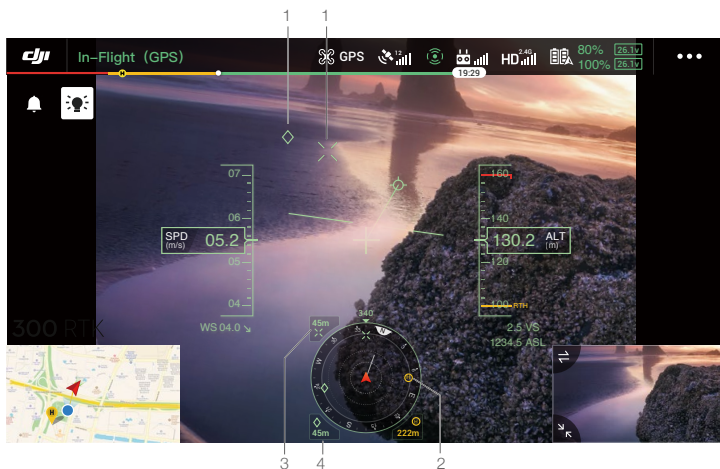 1 1
dji In-Flight (GPS) GPS 12 HD 2.4G 80% 26.1v
100% 26.1v
H 19:29
07 160
06 140
SPD (m/s) 05.2 130.2 ALT (m)
05 120
04 100 RTH
300 RTK
WS 04.0 ↘ 2.5 VS
1234.5 ASL
340
45m
N
W E
S
H
45m 222m
3 4 2